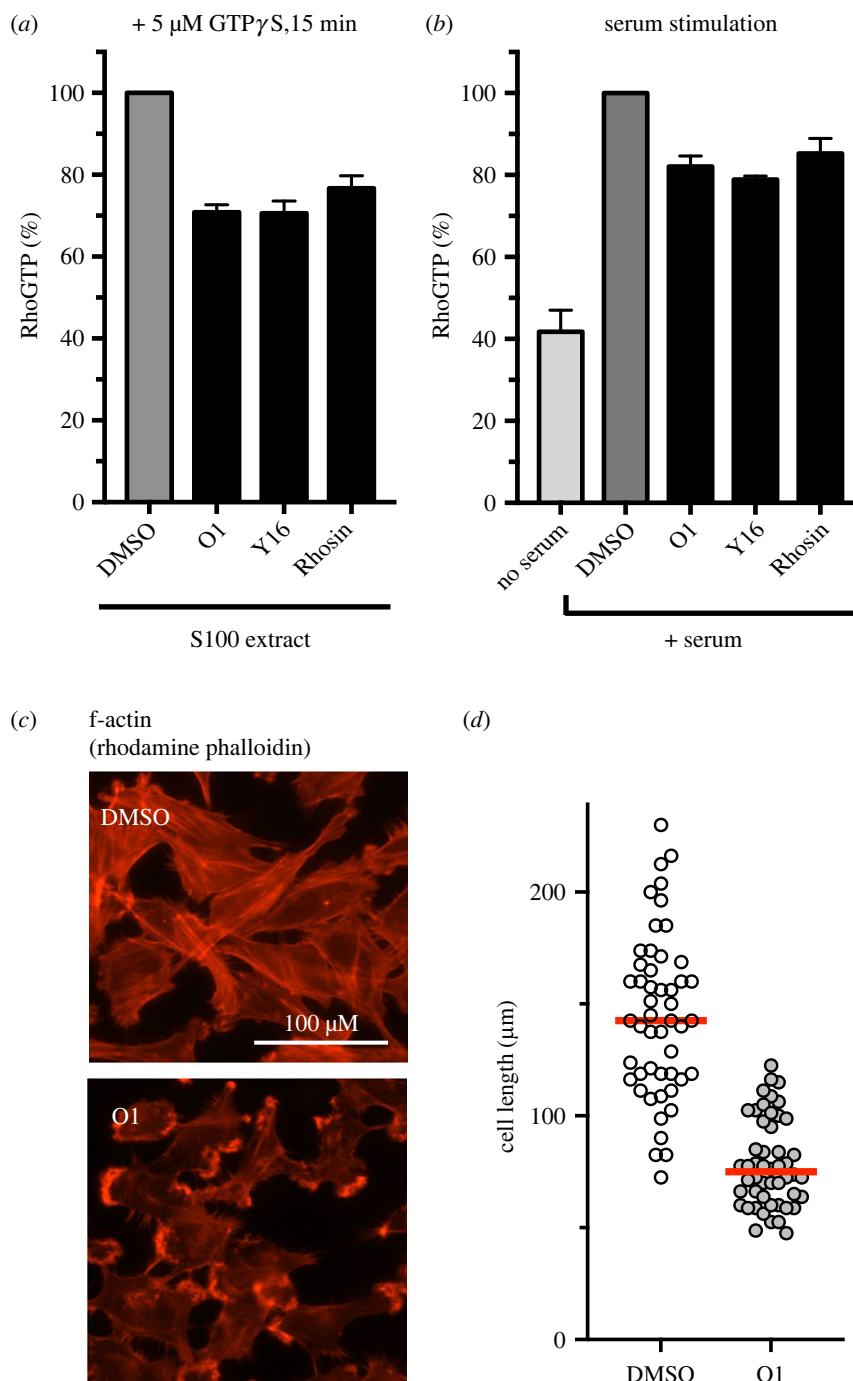 (a)
+ 5 μM GTPγ S,15 min
100
80
60
40
20
0
RhoGTP (%)
DMSO
O1
Y16
Rhosin
S100 extract
(b)
serum stimulation
100
80
60
40
20
0
RhoGTP (%)
no serum
DMSO
O1
Y16
Rhosin
+ serum
(c)
f-actin
(rhodamine phalloidin)
DMSO
100 μM
O1
(d)
200
100
0
cell length (μm)
DMSO
O1